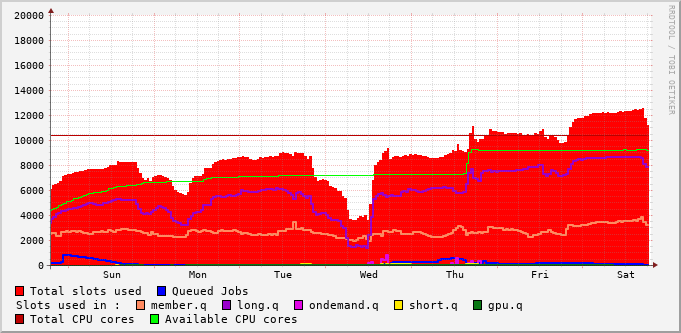 20000
18000
16000
14000
12000
10000
8000
6000
4000
2000
0
Sun Mon Tue Wed Thu Fri Sat
RRDTOOL / TOBI OETIKER
Total slots used Queued Jobs
Slots used in : member.q long.q ondemand.q short.q gpu.q
Total CPU cores
Available CPU cores